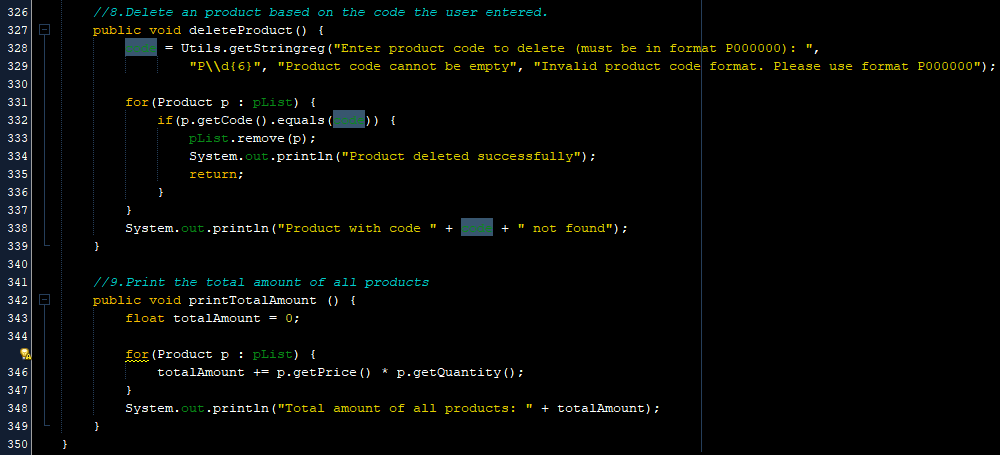 326 //8.Delete an product based on the code the user entered.
327 public void deleteProduct() {
328 code = Utils.getStringreg("Enter product code to delete (must be in format P000000): ",
329 "P\\d{6}", "Product code cannot be empty", "Invalid product code format. Please use format P000000");
330
331 for(Product p : pList) {
332 if(p.getCode().equals(code)) {
333 pList.remove(p);
334 System.out.println("Product deleted successfully");
335 return;
336 }
337 }
338 System.out.println("Product with code " + code + " not found");
339 }
340
341 //9.Print the total amount of all products
342 public void printTotalAmount () {
343 float totalAmount = 0;
344
for(Product p : pList) {
346 totalAmount += p.getPrice() * p.getQuantity();
347 }
348 System.out.println("Total amount of all products: " + totalAmount);
349 }
350 }